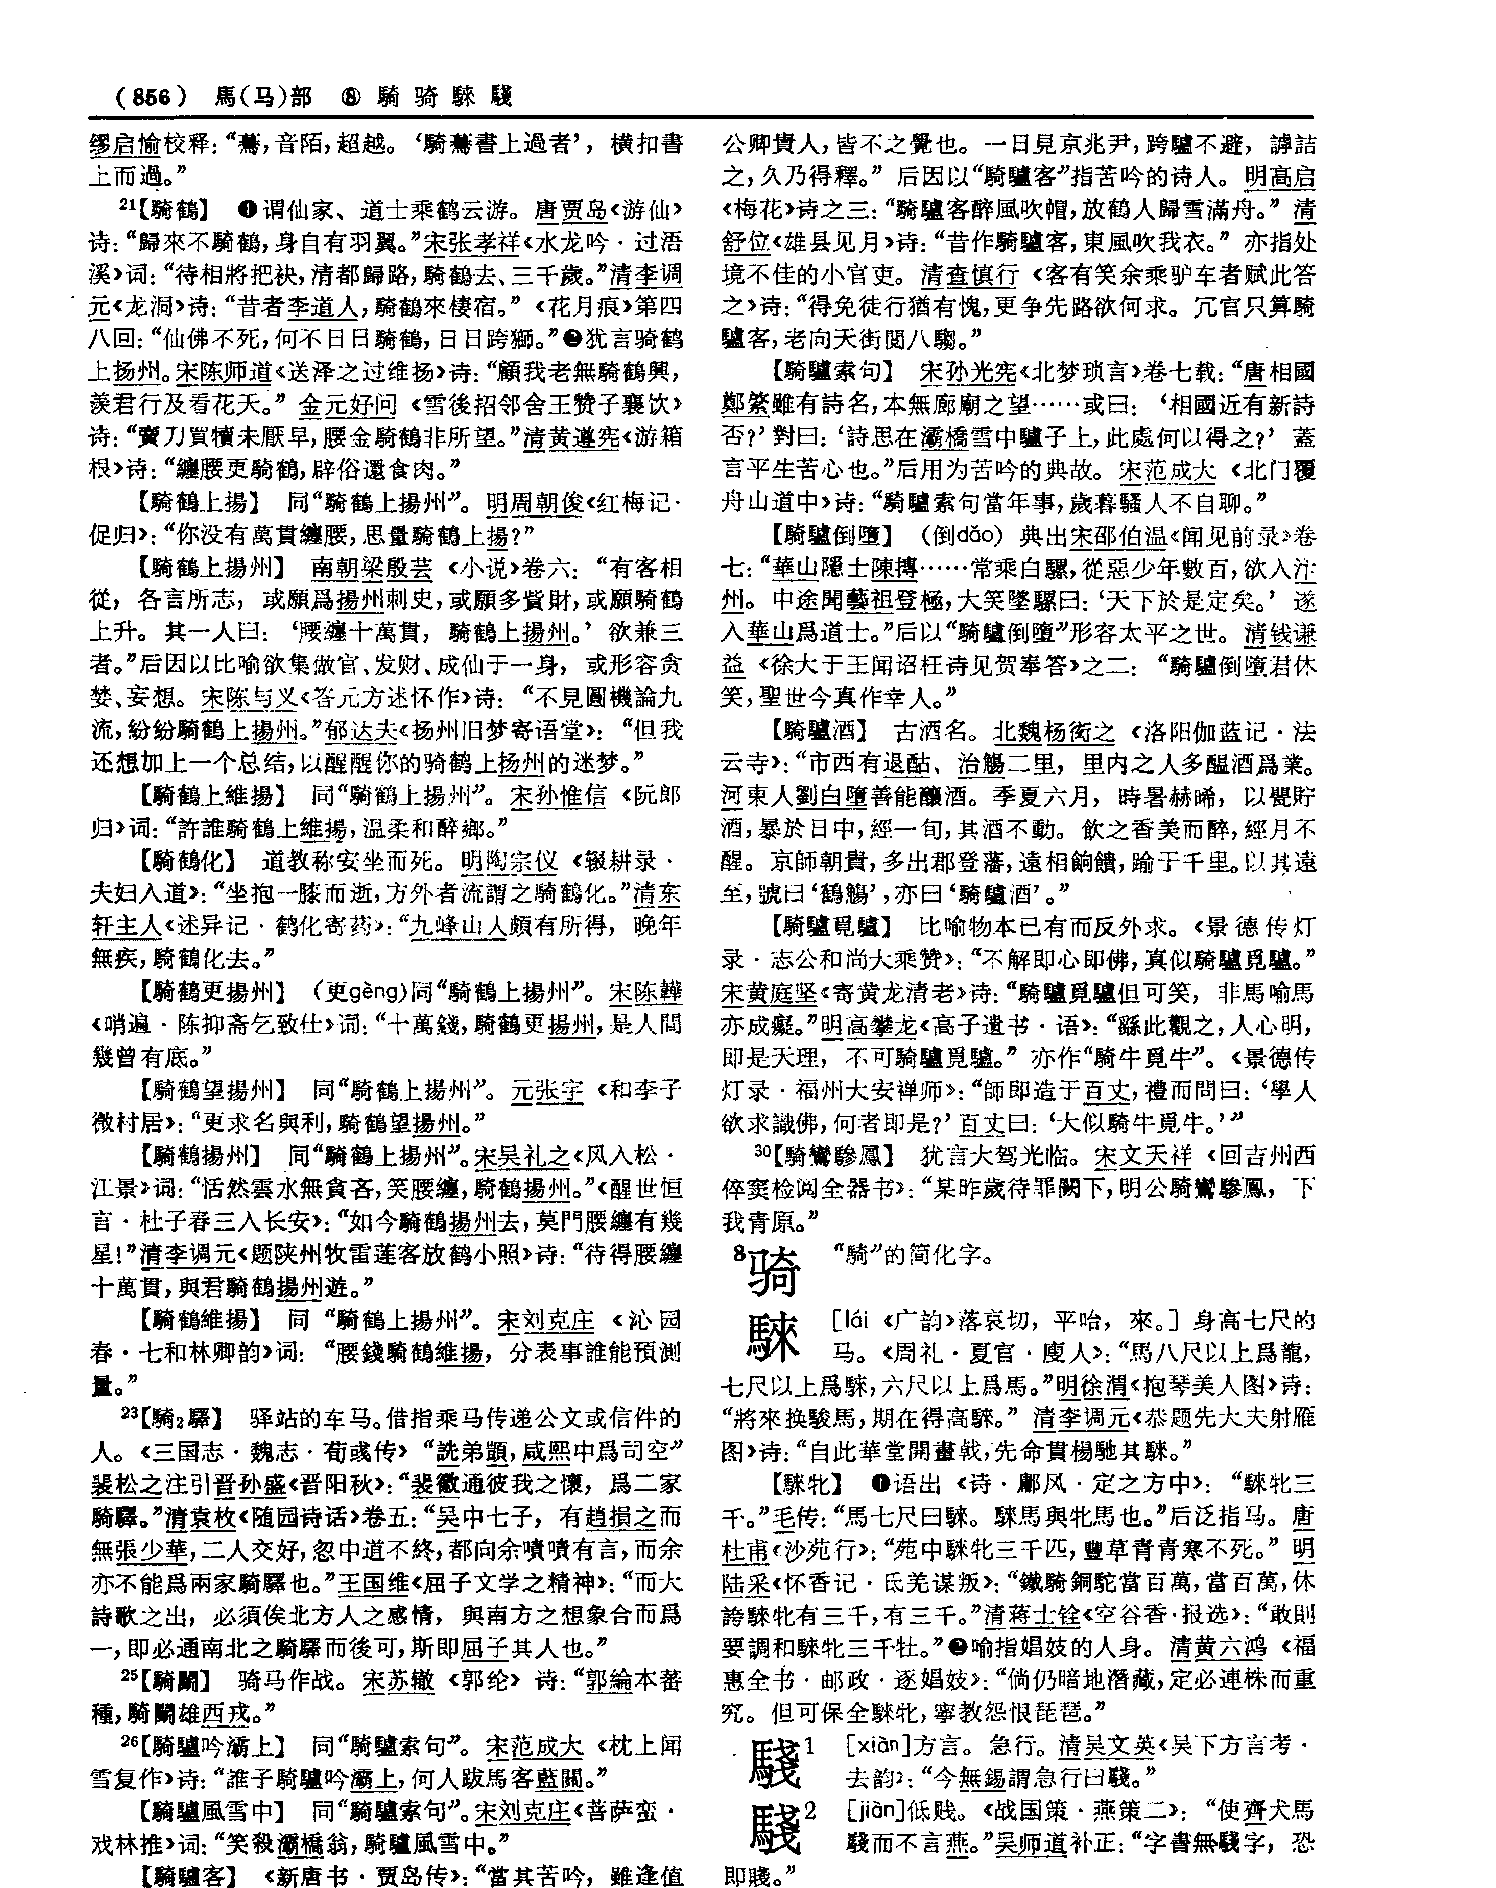 (856) 馬(马)部 ⑧ 騎 骑 騋 騣
缪启愉校释：“驀，音陌，超越。‘騎驀書上過者’，橫扣書
上而過。”
21【騎鶴】 ❶谓仙家、道士乘鹤云游。唐贾岛《游仙》
诗：“歸來不騎鶴，身自有羽翼。”宋张孝祥《水龙吟·过浯
溪》词：“待相將把袂，清都歸路，騎鶴去、三千歲。”清李调
元《龙洞》诗：“昔者李道人，騎鶴來棲宿。”《花月痕》第四
八回：“仙佛不死，何不日日騎鶴，日日跨獅。”❷犹言骑鹤
上扬州。宋陈师道《送泽之过维扬》诗：“顧我老無騎鶴興，
羨君行及看花天。”金元好问《雪後招邻舍王赞子襄饮》
诗：“賣刀買犢未厭早，腰金騎鶴非所望。”清黄遵宪《游箱
根》诗：“纏腰更騎鶴，辟俗還食肉。”
【騎鶴上揚】 同“騎鶴上揚州”。明周朝俊《红梅记·
促归》：“你没有萬貫纏腰，思量騎鶴上揚？”
【騎鶴上揚州】 南朝梁殷芸《小说》卷六：“有客相
從，各言所志，或願爲揚州刺史，或願多貲財，或願騎鶴
上升。其一人曰：‘腰纏十萬貫，騎鶴上揚州。’欲兼三
者。”后因以比喻欲集做官、发财、成仙于一身，或形容贪
婪、妄想。宋陈与义《答元方述怀作》诗：“不見圓機論九
流，紛紛騎鶴上揚州。”郁达夫《扬州旧梦寄语堂》：“但我
还想加上一个总结，以醒醒你的骑鹤上扬州的迷梦。”
【騎鶴上維揚】 同“騎鶴上揚州”。宋孙惟信《阮郎
归》词：“許誰騎鶴上維揚，温柔和醉鄉。”
【騎鶴化】 道教称安坐而死。明陶宗仪《辍耕录·
夫妇入道》：“坐抱一膝而逝，方外者流謂之騎鶴化。”清东
轩主人《述异记·鹤化寄药》：“九峰山人頗有所得，晚年
無疾，騎鶴化去。”
【騎鶴更揚州】 (更gèng)同“騎鶴上揚州”。宋陈韡
《哨遍·陈抑斋乞致仕》词：“十萬錢，騎鶴更揚州，是人間
幾曾有底。”
【騎鶴望揚州】 同“騎鶴上揚州”。元张宇《和李子
微村居》：“更求名與利，騎鶴望揚州。”
【騎鶴揚州】 同“騎鶴上揚州”。宋吴礼之《风入松·
江景》词：“恬然雲水無貪吝，笑腰纏，騎鶴揚州。”《醒世恒
言·杜子春三入长安》：“如今騎鶴揚州去，莫問腰纏有幾
星！”清李调元《题陕州牧雷莲客放鹤小照》诗：“待得腰纏
十萬貫，與君騎鶴揚州遊。”
【騎鶴維揚】 同“騎鶴上揚州”。宋刘克庄《沁园
春·七和林卿韵》词：“腰錢騎鶴維揚，分表事誰能預測
量。”
23【騎2驛】 驿站的车马。借指乘马传递公文或信件的
人。《三国志·魏志·荀彧传》“詵弟顗，咸熙中爲司空”
裴松之注引晋孙盛《晋阳秋》：“裴徽通彼我之懷，爲二家
騎驛。”清袁枚《随园诗话》卷五：“吴中七子，有趙損之而
無張少華，二人交好，忽中道不終，都向余嘖嘖有言，而余
亦不能爲兩家騎驛也。”王国维《屈子文学之精神》：“而大
詩歌之出，必須俟北方人之感情，與南方之想象合而爲
一，即必通南北之騎驛而後可，斯即屈子其人也。”
25【騎鬭】 骑马作战。宋苏辙《郭纶》诗：“郭綸本蕃
種，騎鬭雄西戎。”
26【騎驢吟灞上】 同“騎驢索句”。宋范成大《枕上闻
雪复作》诗：“誰子騎驢吟灞上，何人跋馬客藍關。”
【騎驢風雪中】 同“騎驢索句”。宋刘克庄《菩萨蛮·
戏林推》词：“笑殺灞橋翁，騎驢風雪中。”
【騎驢客】 《新唐书·贾岛传》：“當其苦吟，雖逢值
公卿貴人，皆不之覺也。一日見京兆尹，跨驢不避，謼詰
之，久乃得釋。”后因以“騎驢客”指苦吟的诗人。明高启
《梅花》诗之三：“騎驢客醉風吹帽，放鶴人歸雪滿舟。”清
舒位《雄县见月》诗：“昔作騎驢客，東風吹我衣。”亦指处
境不佳的小官吏。清查慎行《客有笑余乘驴车者赋此答
之》诗：“得免徒行猶有愧，更争先路欲何求。冗官只算騎
驢客，老向天街閲八騶。”
【騎驢索句】 宋孙光宪《北梦琐言》卷七载：“唐相國
鄭綮雖有詩名，本無廊廟之望……或曰：‘相國近有新詩
否？’對曰：‘詩思在灞橋雪中驢子上，此處何以得之？’蓋
言平生苦心也。”后用为苦吟的典故。宋范成大《北门覆
舟山道中》诗：“騎驢索句當年事，歲暮騷人不自聊。”
【騎驢倒墮】 (倒dǎo) 典出宋邵伯温《闻见前录》卷
七：“華山隱士陳摶……常乘白騾，從惡少年數百，欲入汴
州。中途聞藝祖登極，大笑墜騾曰：‘天下於是定矣。’遂
入華山爲道士。”后以“騎驢倒墮”形容太平之世。清钱谦
益《徐大于王闻诏枉诗见贺奉答》之二：“騎驢倒墮君休
笑，聖世今真作幸人。”
【騎驢酒】 古酒名。北魏杨衒之《洛阳伽蓝记·法
云寺》：“市西有退酤、治觴二里，里内之人多醖酒爲業。
河東人劉白墮善能釀酒。季夏六月，時暑赫晞，以甖貯
酒，暴於日中，經一旬，其酒不動。飲之香美而醉，經月不
醒。京師朝貴，多出郡登藩，遠相餉饋，踰于千里。以其遠
至，號曰‘鶴觴’，亦曰‘騎驢酒’。”
【騎驢覓驢】 比喻物本已有而反外求。《景德传灯
录·志公和尚大乘赞》：“不解即心即佛，真似騎驢覓驢。”
宋黄庭坚《寄黄龙清老》诗：“騎驢覓驢但可笑，非馬喻馬
亦成癡。”明高攀龙《高子遗书·语》：“繇此觀之，人心明，
即是天理，不可騎驢覓驢。”亦作“騎牛覓牛”。《景德传
灯录·福州大安禅师》：“師即造于百丈，禮而問曰：‘學人
欲求識佛，何者即是？’百丈曰：‘大似騎牛覓牛。’”
30【騎鸞驂鳳】 犹言大驾光临。宋文天祥《回吉州西
倅窦检阅全器书》：“某昨歲待罪闕下，明公騎鸞驂鳳，下
我青原。”
8骑 “騎”的简化字。
騋 [lái 《广韵》落哀切，平咍，來。] 身高七尺的
马。《周礼·夏官·廋人》：“馬八尺以上爲龍，
七尺以上爲騋，六尺以上爲馬。”明徐渭《抱琴美人图》诗：
“將來换駿馬，期在得高騋。”清李调元《恭题先大夫射雁
图》诗：“自此華堂開畫戟，先命貫楊馳其騋。”
【騋牝】 ❶语出《诗·鄘风·定之方中》：“騋牝三
千。”毛传：“馬七尺曰騋。騋馬與牝馬也。”后泛指马。唐
杜甫《沙苑行》：“苑中騋牝三千匹，豐草青青寒不死。”明
陆采《怀香记·氐羌谋叛》：“鐵騎銅駝當百萬，當百萬，休
誇騋牝有三千，有三千。”清蒋士铨《空谷香·报选》：“敢則
要調和騋牝三千牡。”❷喻指娼妓的人身。清黄六鸿《福
惠全书·邮政·逐娼妓》：“倘仍暗地潛藏，定必連株而重
究。但可保全騋牝，寧教怨恨琵琶。”
騣1 [xiàn]方言。急行。清吴文英《吴下方言考·
去韵》：“今無錫謂急行曰騣。”
騣2 [jiàn]低贱。《战国策·燕策二》：“使齊犬馬
騣而不言燕。”吴师道补正：“字書無騣字，恐
即賤。”